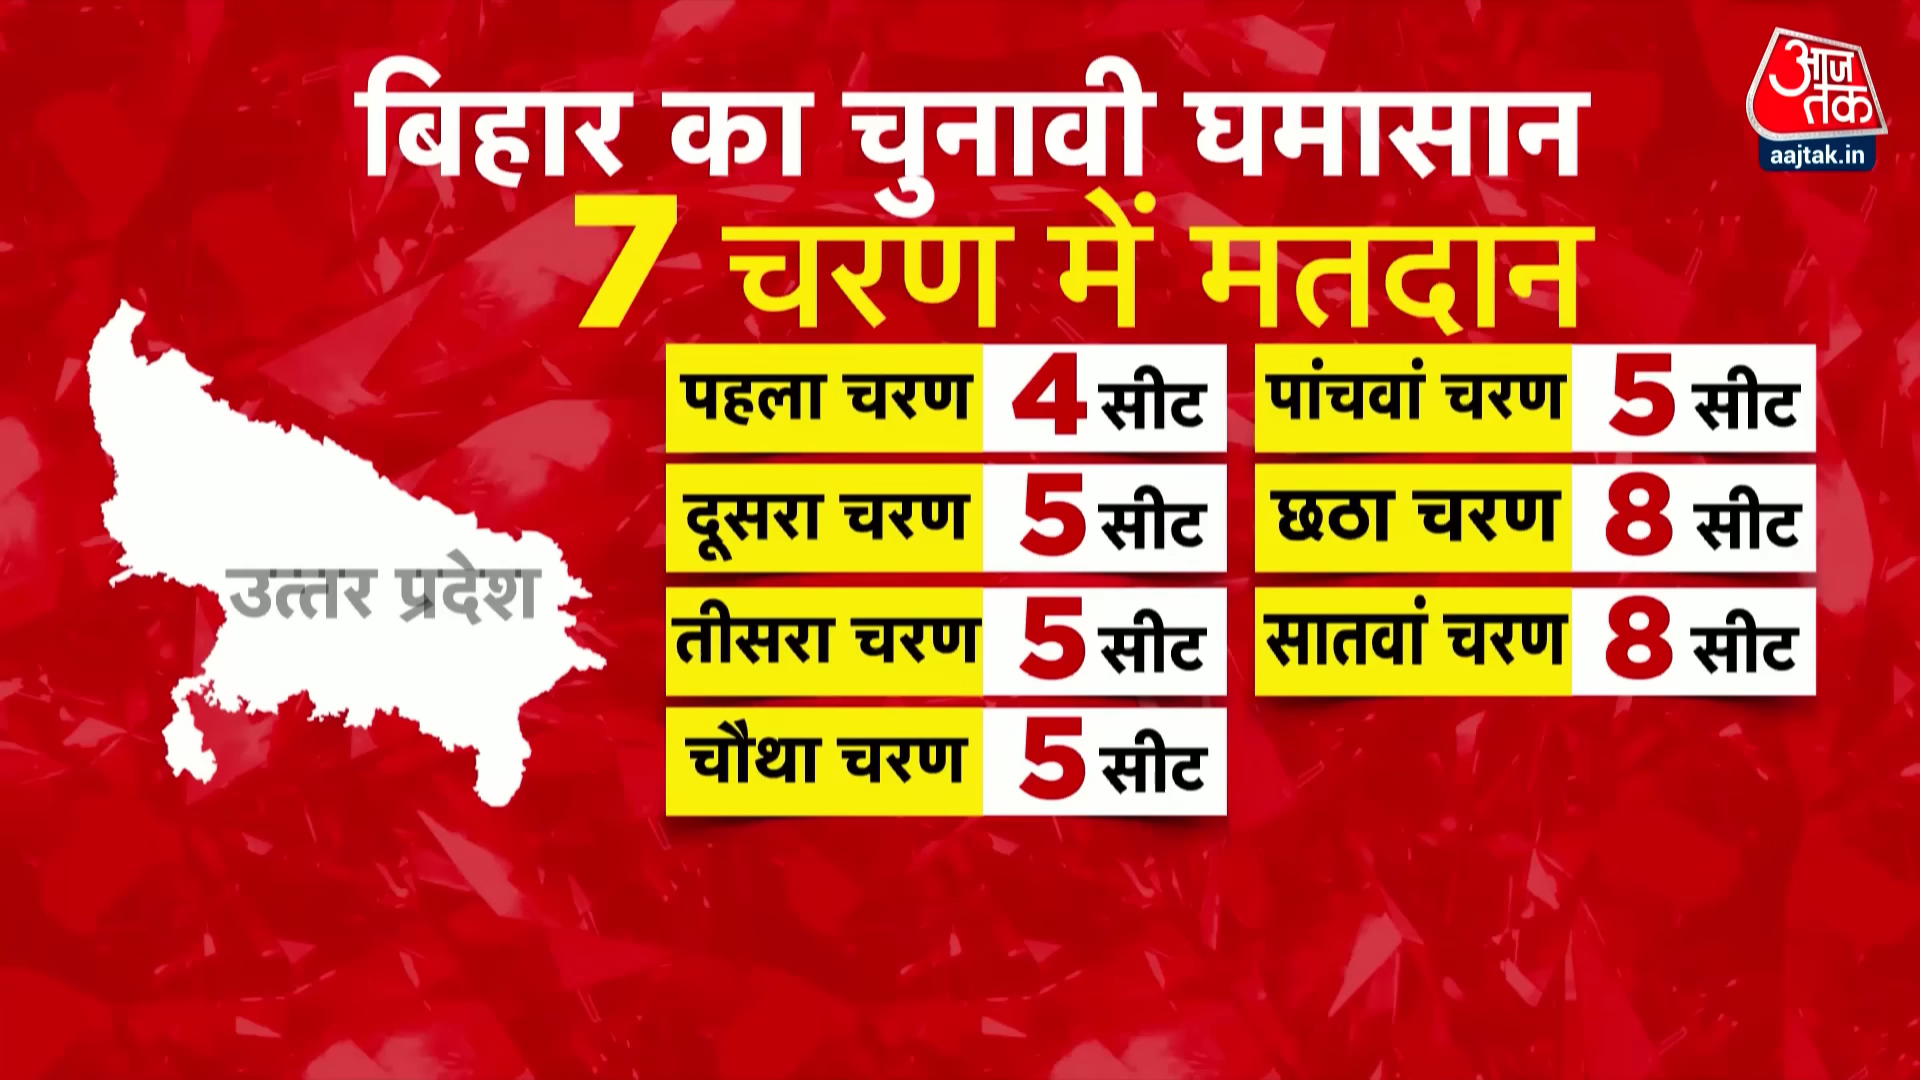 आज तक
aajtak.in
बिहार का चुनावी घमासान
7 चरण में मतदान
उत्तर प्रदेश
पहला चरण 4 सीट
दूसरा चरण 5 सीट
तीसरा चरण 5 सीट
चौथा चरण 5 सीट
पांचवां चरण 5 सीट
छठा चरण 8 सीट
सातवां चरण 8 सीट